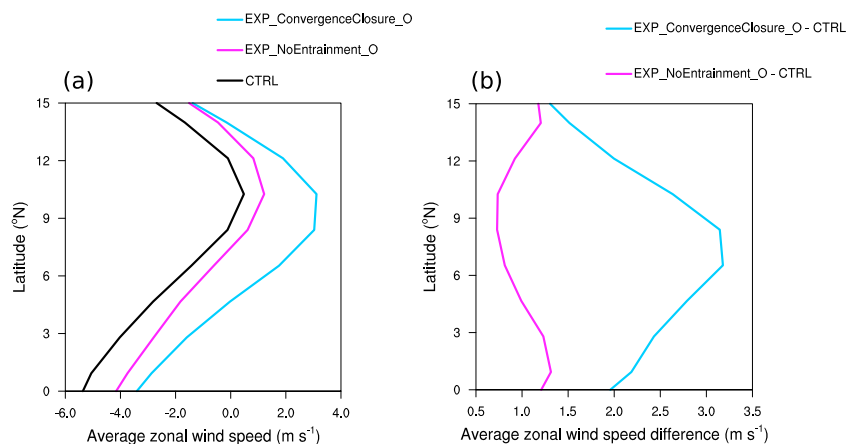 EXP_ConvergenceClosure_O
EXP_NoEntrainment_O
CTRL
(a)
15
12
9
6
3
0
Latitude (°N)
-6.0 -4.0 -2.0 0.0 2.0 4.0
Average zonal wind speed (m s⁻¹)
EXP_ConvergenceClosure_O - CTRL
EXP_NoEntrainment_O - CTRL
(b)
15
12
9
6
3
0
Latitude (°N)
0.5 1.0 1.5 2.0 2.5 3.0 3.5
Average zonal wind speed difference (m s⁻¹)